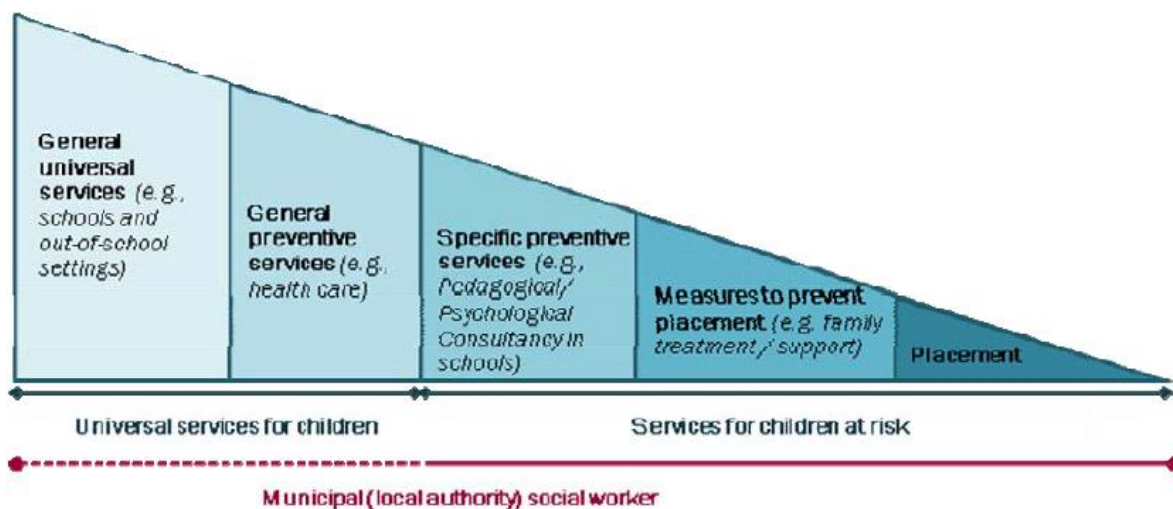 General
universal
services (e.g.,
schools and
out-of-school
settings)
General
preventive
services (e.g.,
health care)
Specific preventive
services (e.g.,
Pedagogical/
Psychological
Consultancy in
schools)
Measures to prevent
placement (e.g. family
treatment/ support)
Placement
Universal services for children
Services for children at risk
Municipal (local authority) social worker